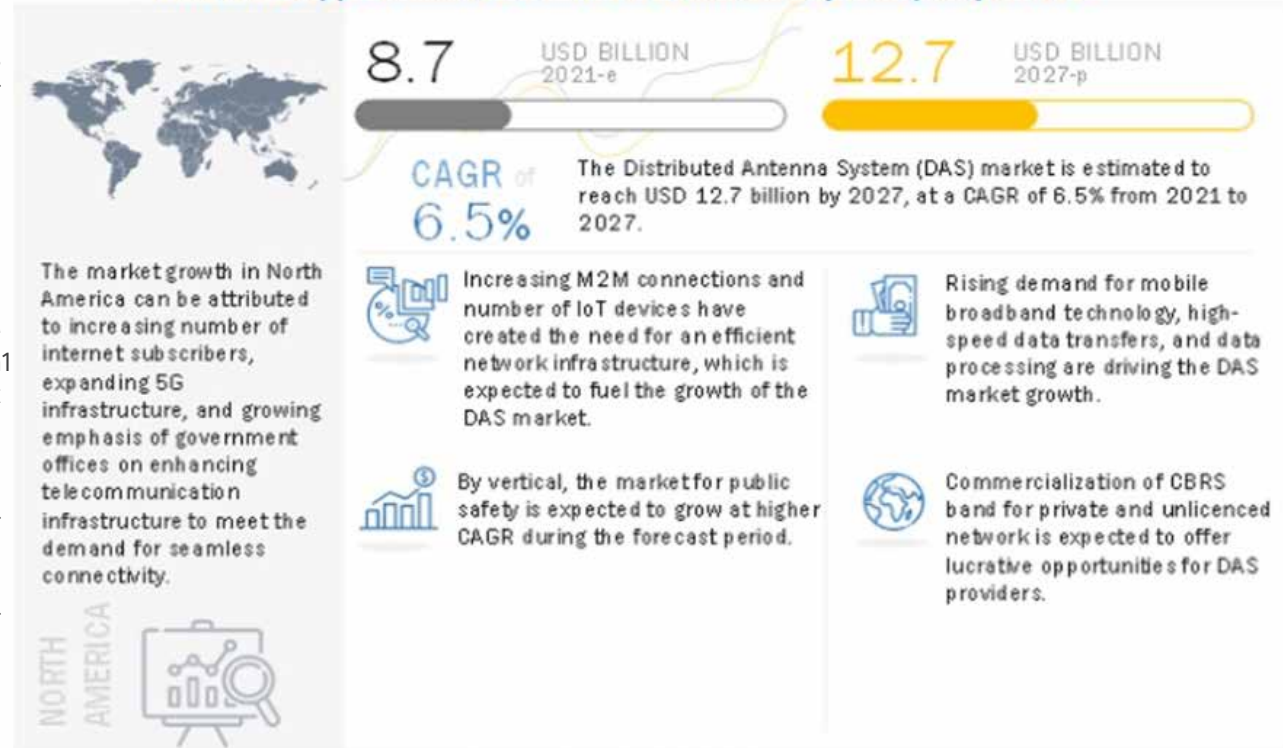 8.7
USD BILLION
2021-e
12.7
USD BILLION
2027-p
CAGR of
6.5%
The Distributed Antenna System (DAS) market is estimated to
reach USD 12.7 billion by 2027, at a CAGR of 6.5% from 2021 to
2027.
The market growth in North
America can be attributed
to increasing number of
internet subscribers,
expanding 5G
infrastructure, and growing
emphasis of government
offices on enhancing
telecommunication
infrastructure to meet the
demand for seamless
connectivity.
NORTH
AMERICA
Increasing M2M connections and
number of IoT devices have
created the need for an efficient
network infrastructure, which is
expected to fuel the growth of the
DAS market.
Rising demand for mobile
broadband technology, high-
speed data transfers, and data
processing are driving the DAS
market growth.
By vertical, the market for public
safety is expected to grow at higher
CAGR during the forecast period.
Commercialization of CBRS
band for private and unlicenced
network is expected to offer
lucrative opportunities for DAS
providers.
1